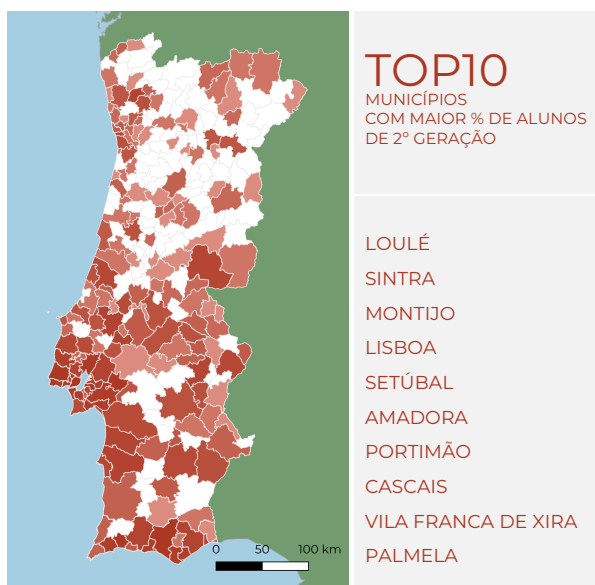 TOP10
MUNICÍPIOS
COM MAIOR % DE ALUNOS
DE 2º GERAÇÃO
LOULÉ
SINTRA
MONTIJO
LISBOA
SETÚBAL
AMADORA
PORTIMÃO
CASCAIS
VILA FRANCA DE XIRA
PALMELA
0 50 100 km